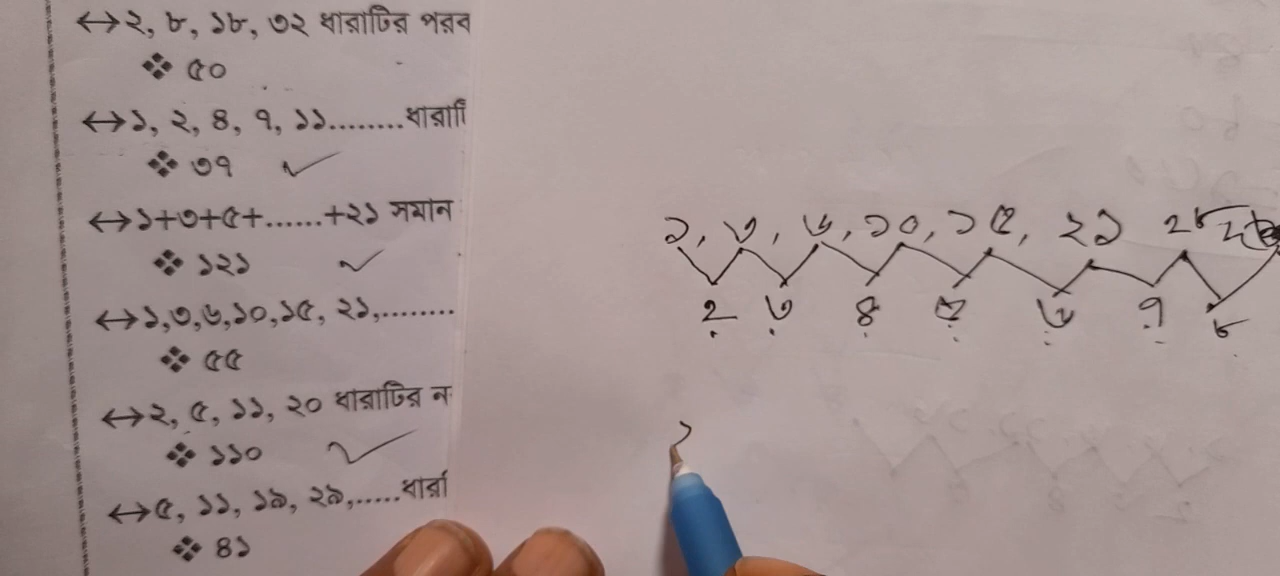 ↔২, ৮, ১৮, ৩২ ধারাটির পরব
❖ ৫০
↔১, ২, ৪, ৭, ১১........ধারাটি
❖ ৩৭
↔১+৩+৫+......+২১ সমান
❖ ১২১
↔১,৩,৬,১০,১৫, ২১,........
❖ ৫৫
↔২, ৫, ১১, ২০ ধারাটির ন
❖ ১১০
↔৫, ১১, ১৯, ২৯,.....ধারা
❖ ৪১
১, ৩, ৬, ১০, ১৫, ২১ ২৮
২ ৩ ৪ ৫ ৬ ৭ ৮